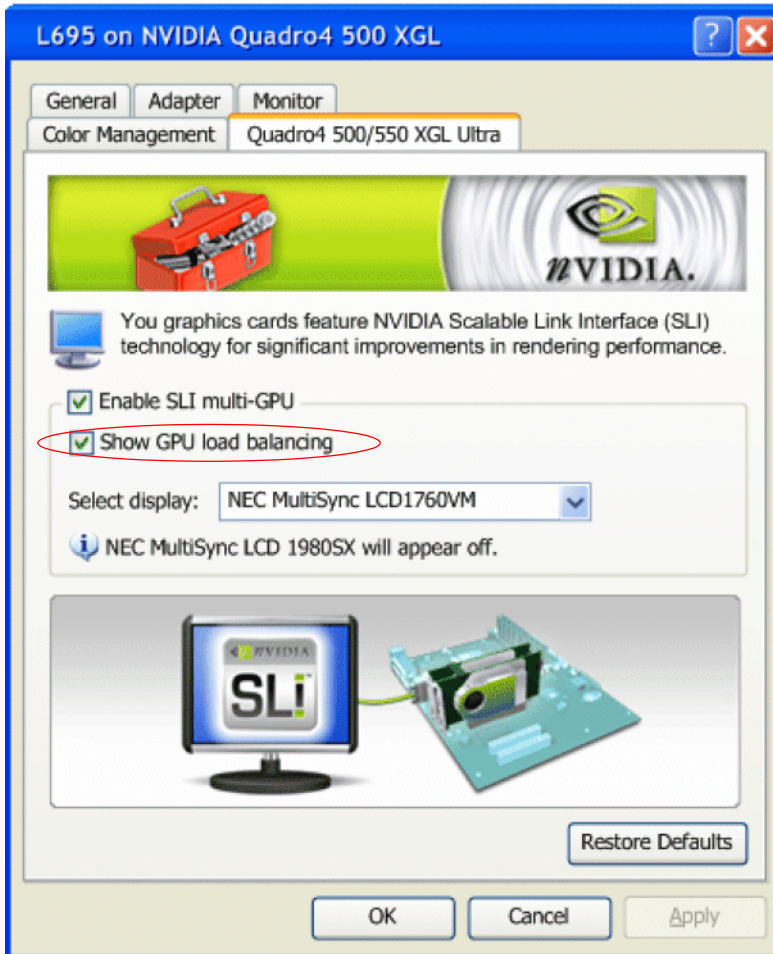 L695 on NVIDIA Quadro4 500 XGL
?
General Adapter Monitor
Color Management Quadro4 500/550 XGL Ultra
nVIDIA.
You graphics cards feature NVIDIA Scalable Link Interface (SLI)
technology for significant improvements in rendering performance.
Enable SLI multi-GPU
Show GPU load balancing
Select display: NEC MultiSync LCD1760VM
i NEC MultiSync LCD 1980SX will appear off.
nVIDIA
SLI™
Restore Defaults
OK Cancel Apply